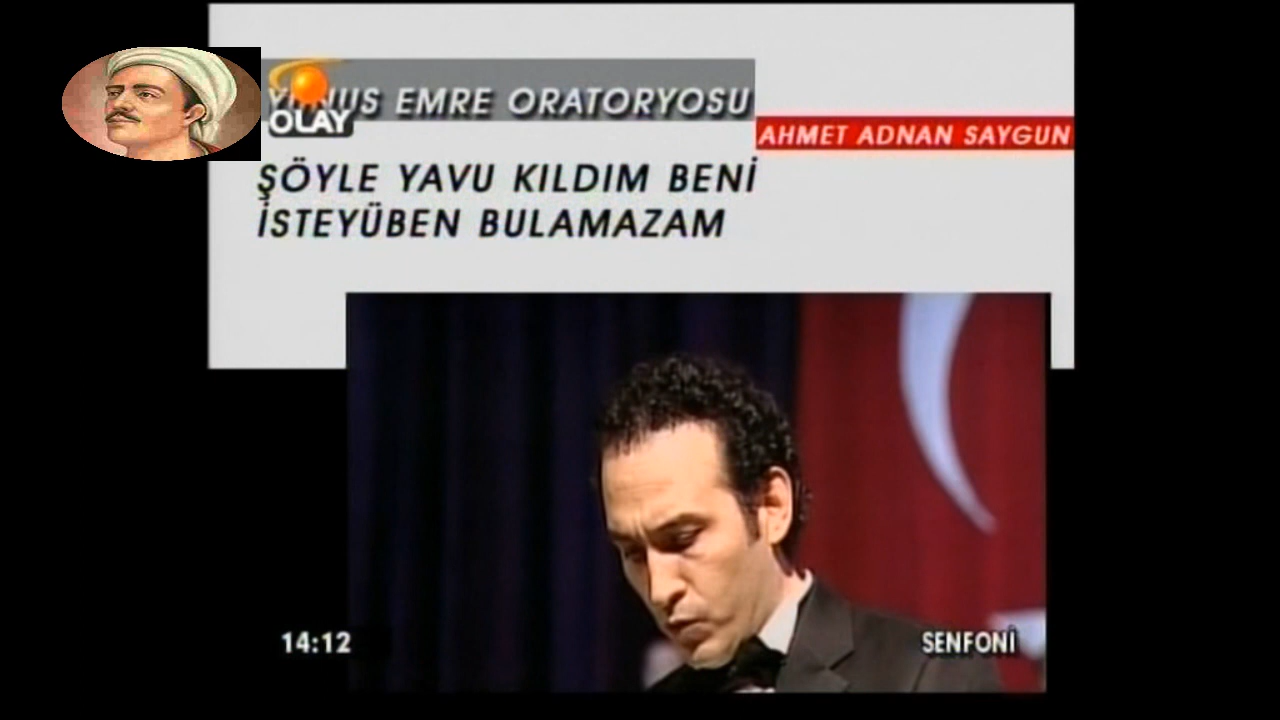 YUNUS EMRE ORATORYOSU
OLAY
AHMET ADNAN SAYGUN
ŞÖYLE YAVU KILDIM BENİ
İSTEYÜBEN BULAMAZAM
14:12
SENFONİ